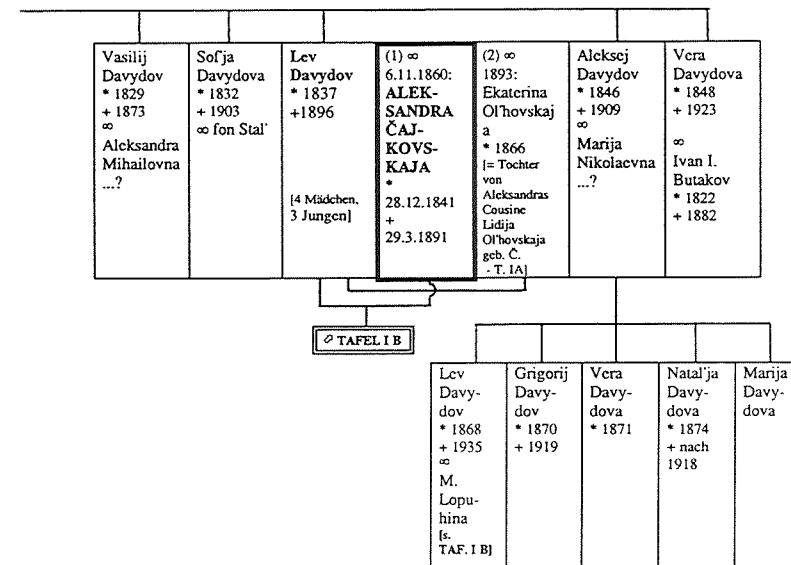 Vasilij
Davydov
* 1829
+ 1873
∞
Aleksandra
Mihailovna
...?
Sof'ja
Davydova
* 1832
+ 1903
∞ fon Stal'
Lev
Davydov
* 1837
+1896
[4 Mädchen,
3 Jungen]
(1) ∞
6.11.1860:
ALEK-
SANDRA
ČAJ-
KOVS-
KAJA
*
28.12.1841
+
29.3.1891
(2) ∞
1893:
Ekaterina
Ol'hovskaj
a
* 1866
[= Tochter
von
Aleksandras
Cousine
Lidija
Ol'hovskaja
geb. Č.
- T. IA]
Aleksej
Davydov
* 1846
+ 1909
∞
Marija
Nikolaevna
...?
Vera
Davydova
* 1848
+ 1923
∞
Ivan I.
Butakov
* 1822
+ 1882
TAFEL I B
Lev
Davy-
dov
* 1868
+ 1935
∞
M.
Lopu-
hina
[s.
TAF. I B]
Grigorij
Davy-
dov
* 1870
+ 1919
Vera
Davy-
dova
* 1871
Natal'ja
Davy-
dova
* 1874
+ nach
1918
Marija
Davy-
dova